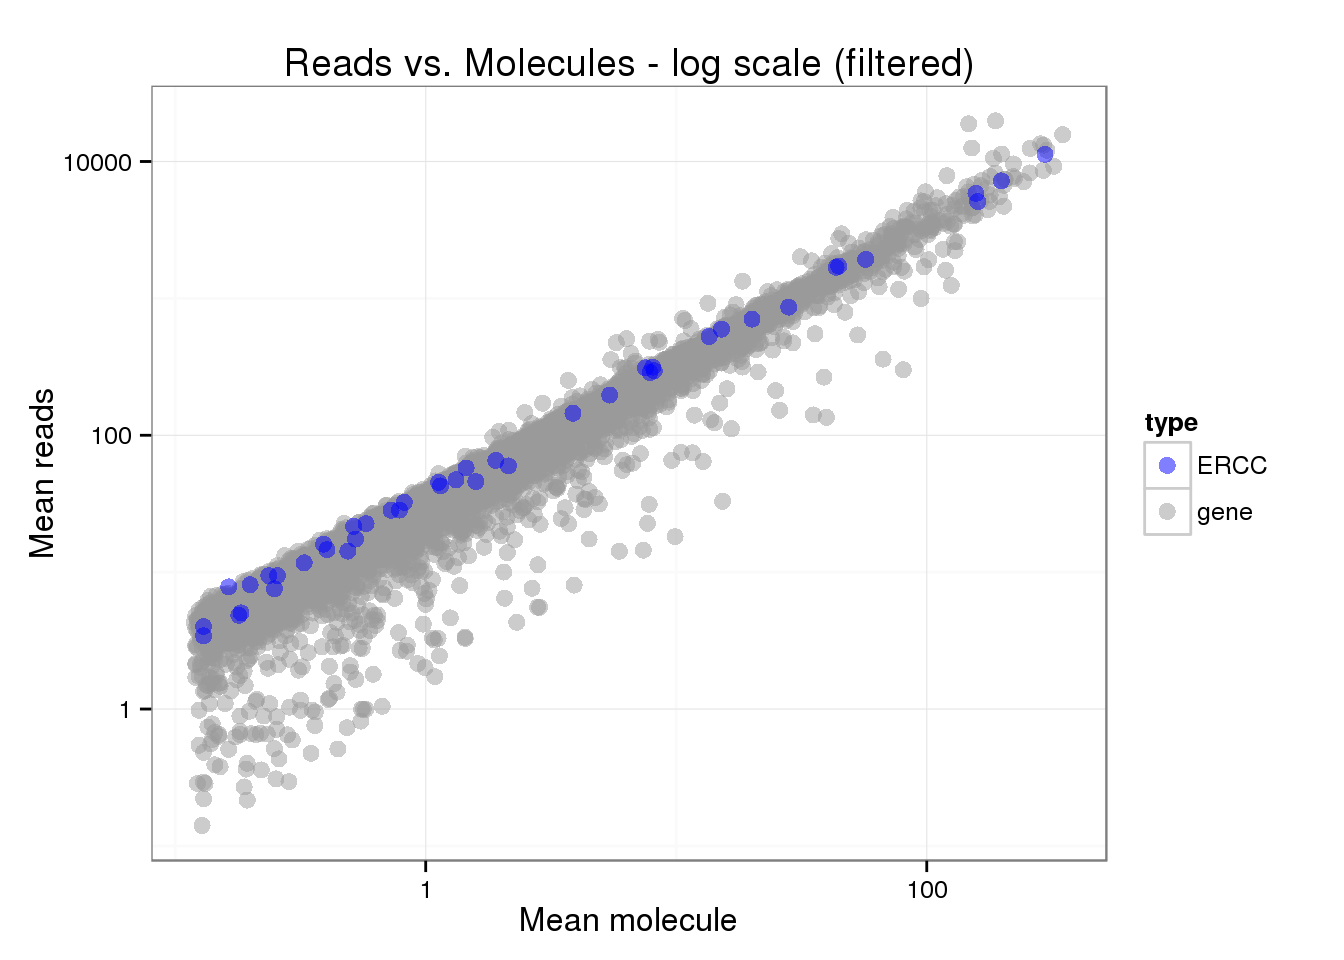 Reads vs. Molecules - log scale (filtered)
10000
100
1
Mean reads
1
100
Mean molecule
type
ERCC
gene